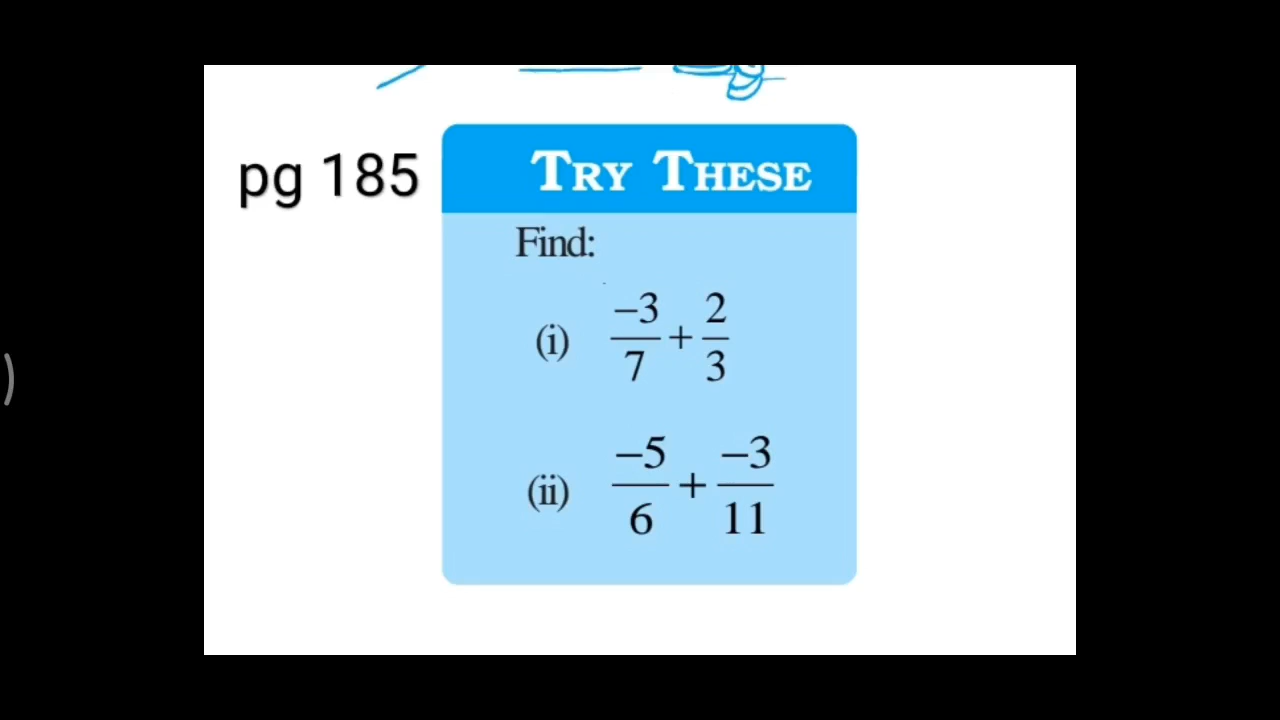 pg 185
TRY THESE
Find:
(i) −3/7 + 2/3
(ii) −5/6 + −3/11